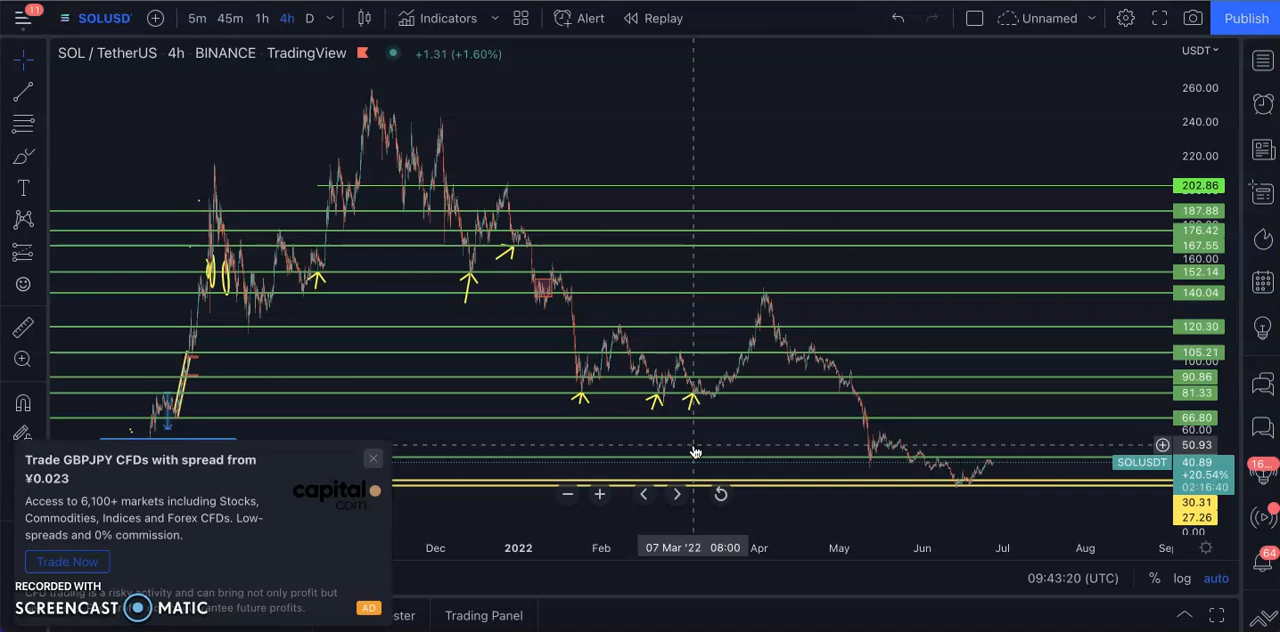 11
SOLUSD
5m 45m 1h 4h D
Indicators
Alert
Replay
Unnamed
Publish
SOL / TetherUS 4h BINANCE TradingView
+1.31 (+1.60%)
USDT
260.00
240.00
220.00
202.86
187.88
176.42
167.55
160.00
152.14
140.04
120.30
105.21
100.00
90.86
81.33
66.80
60.00
50.93
SOLUSDT 40.89
+20.54%
02:16:40
30.31
27.26
0.00
16...
64
Trade GBPJPY CFDs with spread from
¥0.023
Access to 6,100+ markets including Stocks,
Commodities, Indices and Forex CFDs. Low-
spreads and 0% commission.
capital
com
Trade Now
CFD trading is a risky activity and can bring not only profit but
AD
RECORDED WITH
SCREENCAST MATIC
Dec 2022 Feb 07 Mar '22 08:00 Apr May Jun Jul Aug Se
09:43:20 (UTC) % log auto
ster Trading Panel